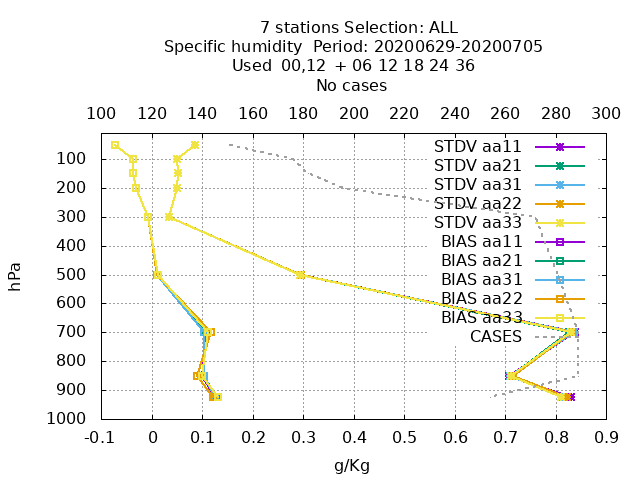 7 stations Selection: ALL
Specific humidity  Period: 20200629-20200705
Used  00,12  + 06 12 18 24 36
No cases
100 120 140 160 180 200 220 240 260 280 300
STDV aa11
STDV aa21
STDV aa31
STDV aa22
STDV aa33
BIAS aa11
BIAS aa21
BIAS aa31
BIAS aa22
BIAS aa33
CASES
hPa
100
200
300
400
500
600
700
800
900
1000
-0.1 0 0.1 0.2 0.3 0.4 0.5 0.6 0.7 0.8 0.9
g/Kg